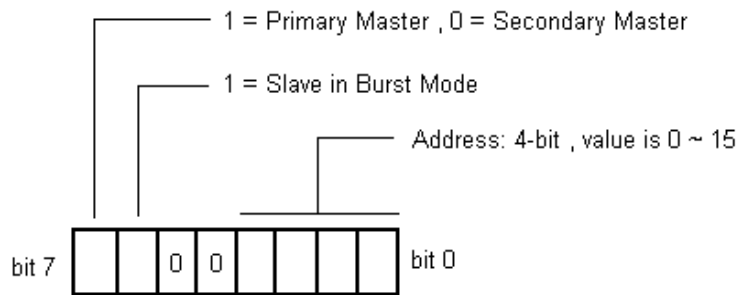 1 = Primary Master , 0 = Secondary Master
1 = Slave in Burst Mode
Address: 4-bit , value is 0 ~ 15
bit 7 0 0 bit 0